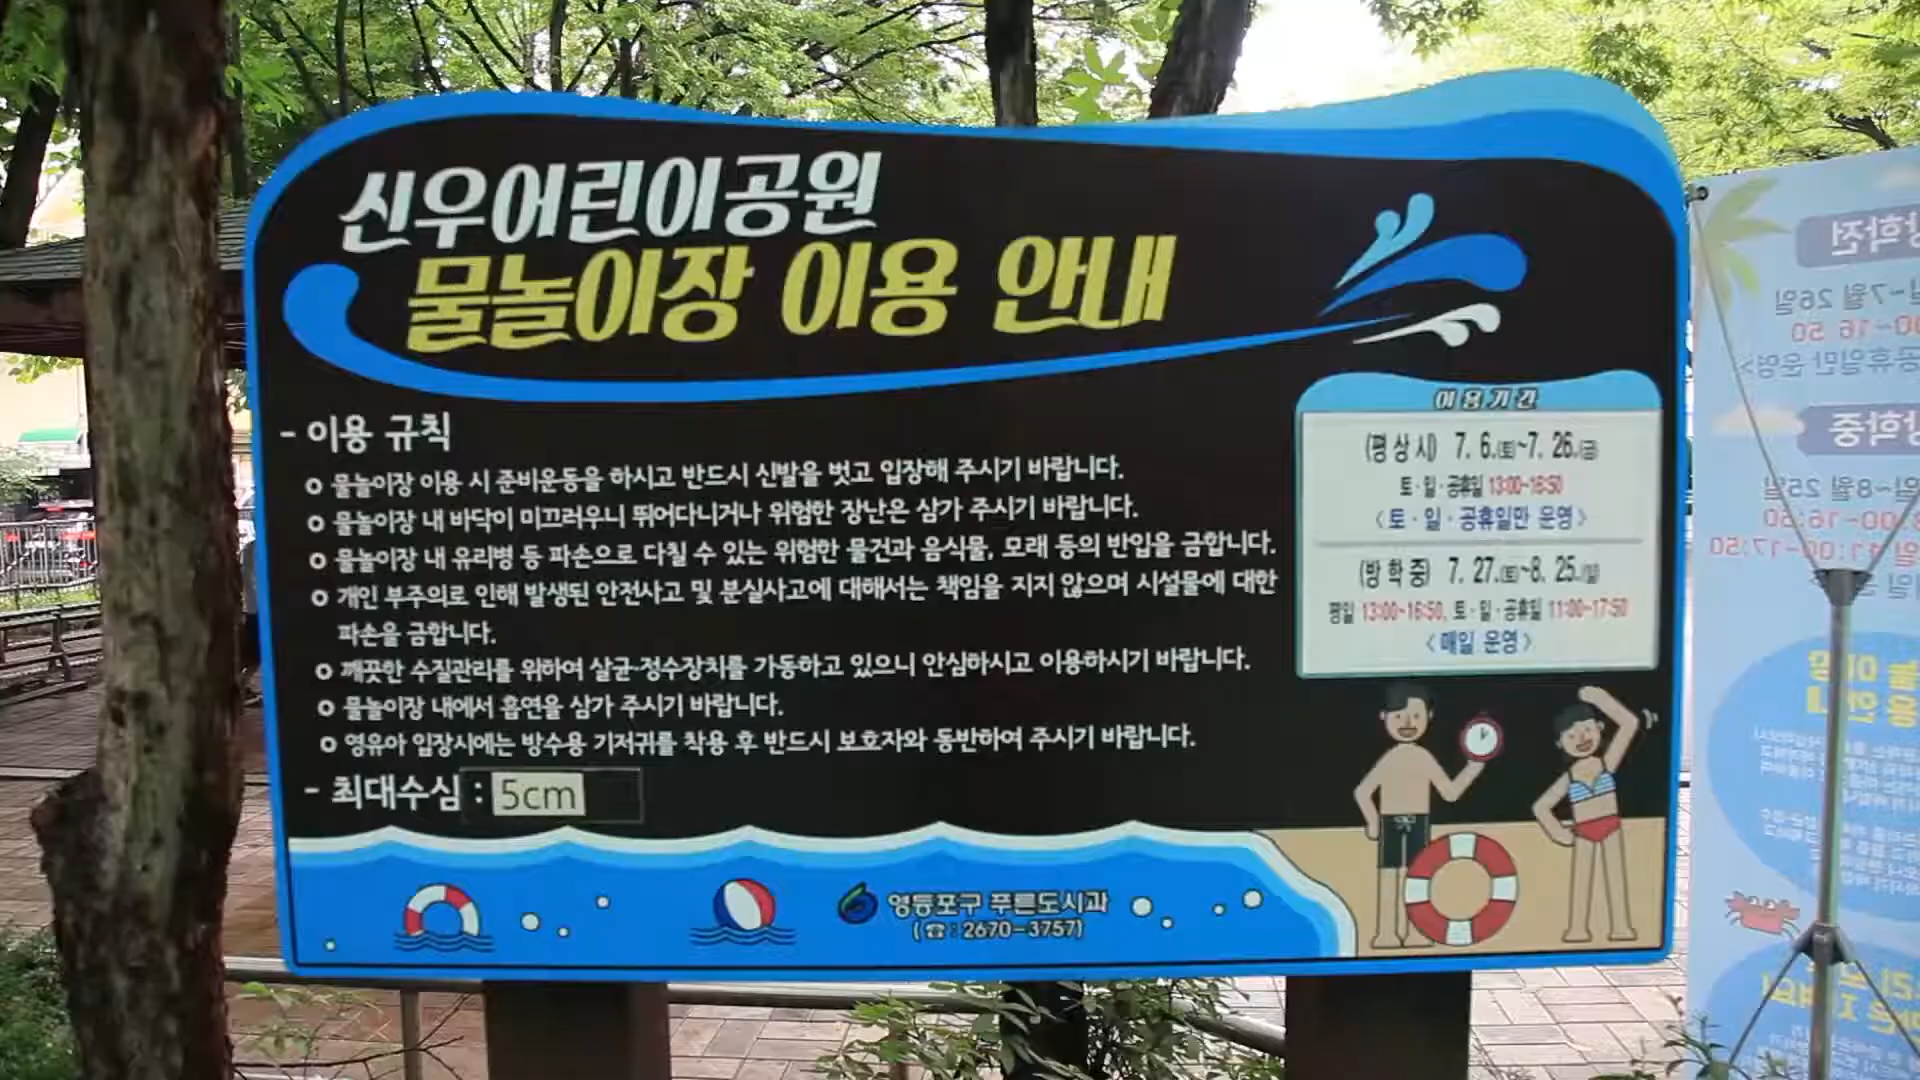 신우어린이공원
물놀이장 이용 안내
- 이용 규칙
o 물놀이장 이용 시 준비운동을 하시고 반드시 신발을 벗고 입장해 주시기 바랍니다.
o 물놀이장 내 바닥이 미끄러우니 뛰어다니거나 위험한 장난은 삼가 주시기 바랍니다.
o 물놀이장 내 유리병 등 파손으로 다칠 수 있는 위험한 물건과 음식물, 모래 등의 반입을 금합니다.
o 개인 부주의로 인해 발생된 안전사고 및 분실사고에 대해서는 책임을 지지 않으며 시설물에 대한
파손을 금합니다.
o 깨끗한 수질관리를 위하여 살균·정수장치를 가동하고 있으니 안심하시고 이용하시기 바랍니다.
o 물놀이장 내에서 흡연을 삼가 주시기 바랍니다.
o 영유아 입장시에는 방수용 기저귀를 착용 후 반드시 보호자와 동반하여 주시기 바랍니다.
- 최대수심 : 5cm
이용기간
(평상시) 7. 6.(토)~7. 26.(금)
토·일·공휴일 13:00~16:50
<토·일·공휴일만 운영>
(방학중) 7. 27.(토)~8. 25.(일)
평일 13:00~16:50, 토·일·공휴일 11:00~17:50
<매일 운영>
영등포구 푸른도시과
(☎ : 2670-3757)